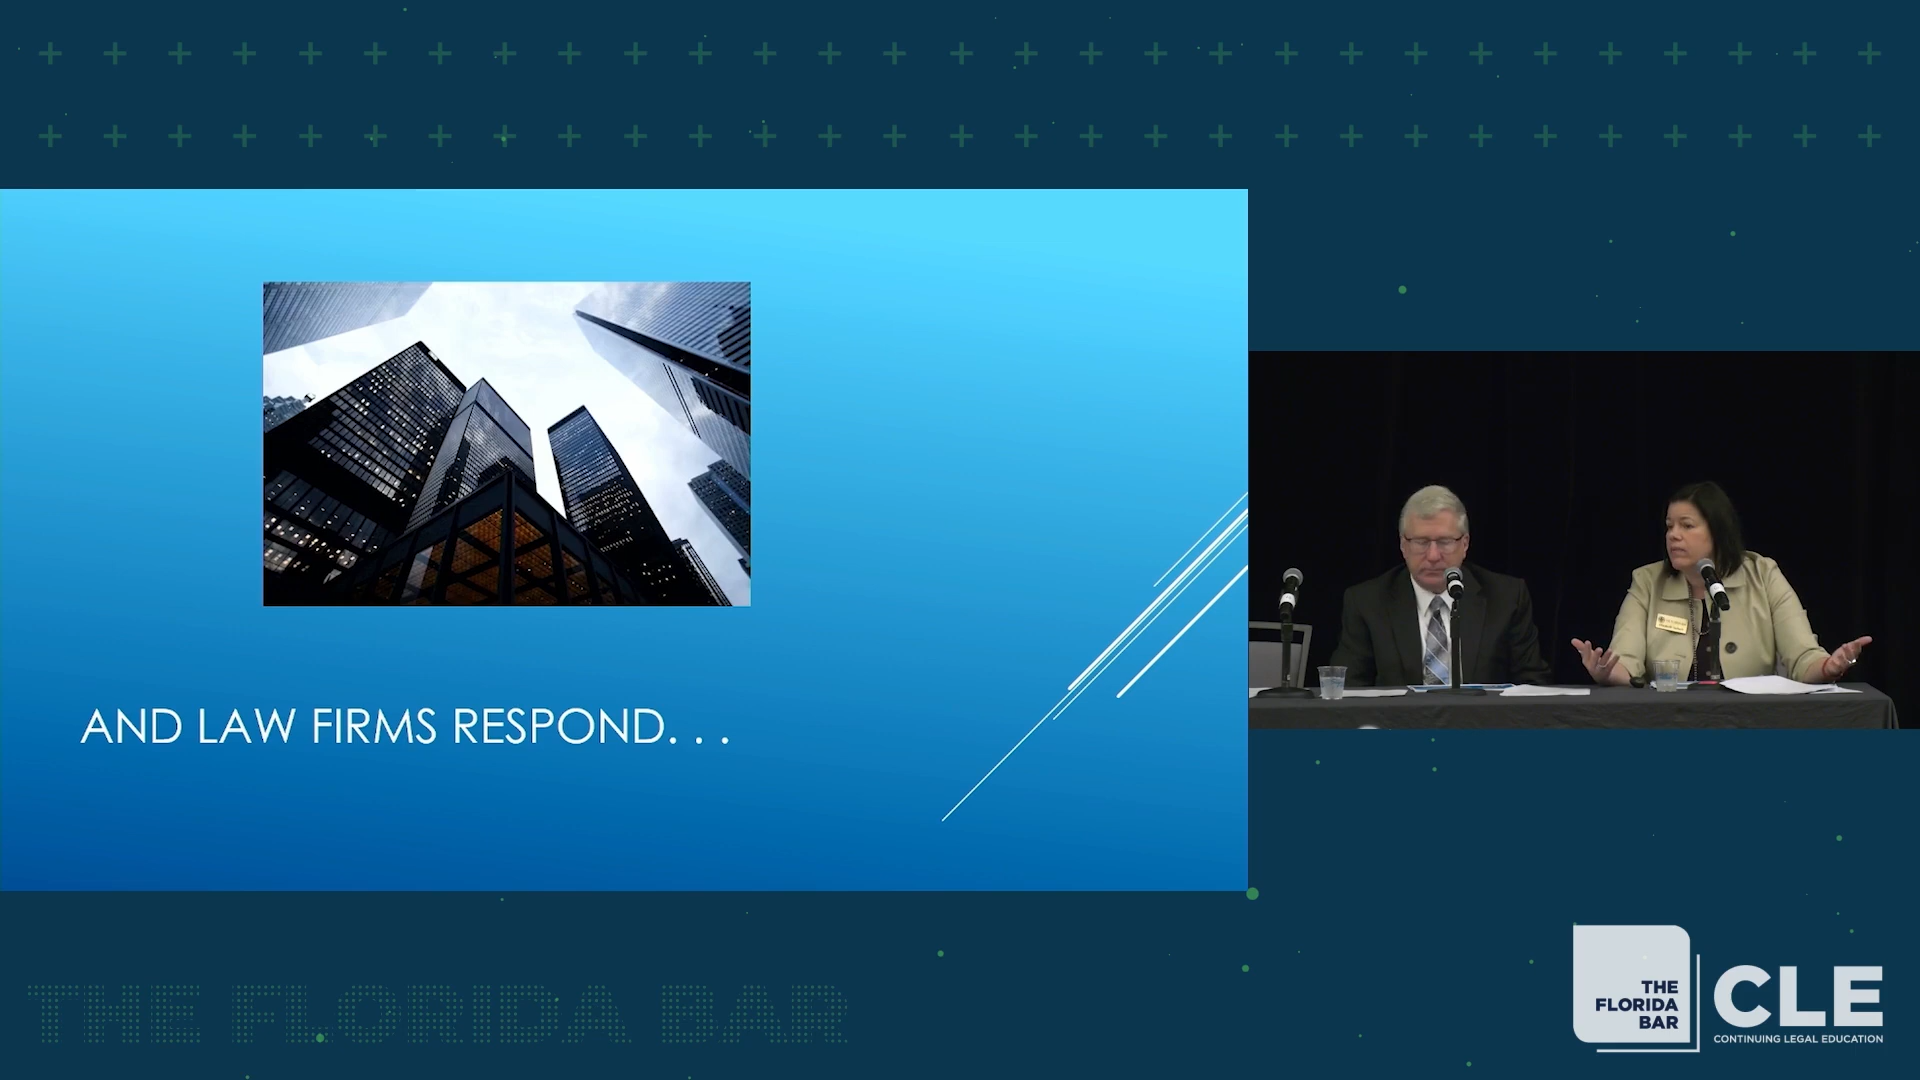 AND LAW FIRMS RESPOND. . .
THE FLORIDA BAR
THE
FLORIDA
BAR
CLE
CONTINUING LEGAL EDUCATION